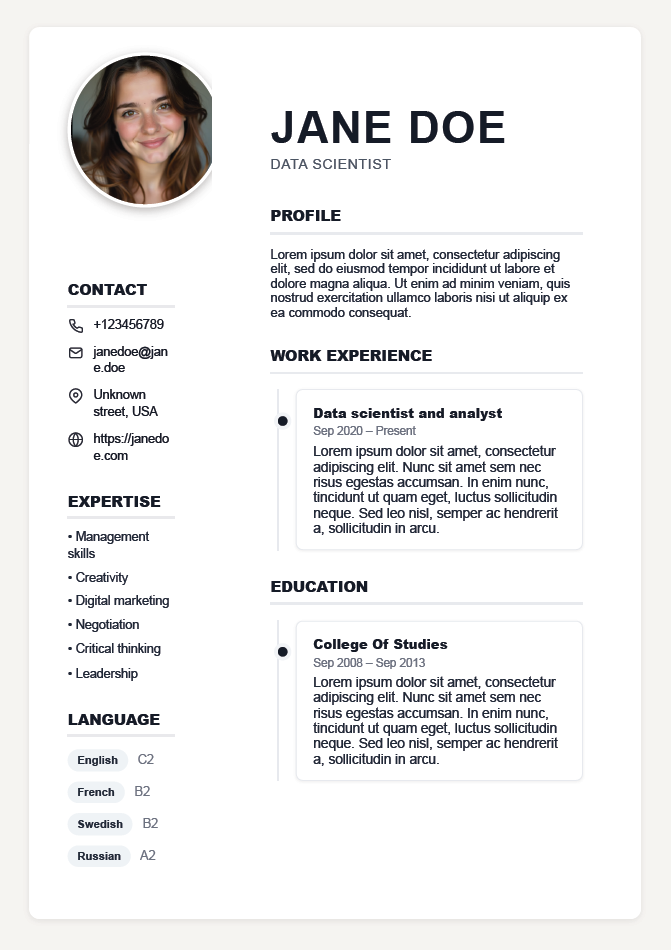 JANE DOE
DATA SCIENTIST
CONTACT
+123456789
janedoe@jan
e.doe
Unknown
street, USA
https://janedo
e.com
EXPERTISE
• Management
skills
• Creativity
• Digital marketing
• Negotiation
• Critical thinking
• Leadership
LANGUAGE
English C2
French B2
Swedish B2
Russian A2
PROFILE
Lorem ipsum dolor sit amet, consectetur adipiscing
elit, sed do eiusmod tempor incididunt ut labore et
dolore magna aliqua. Ut enim ad minim veniam, quis
nostrud exercitation ullamco laboris nisi ut aliquip ex
ea commodo consequat.
WORK EXPERIENCE
Data scientist and analyst
Sep 2020 – Present
Lorem ipsum dolor sit amet, consectetur
adipiscing elit. Nunc sit amet sem nec
risus egestas accumsan. In enim nunc,
tincidunt ut quam eget, luctus sollicitudin
neque. Sed leo nisl, semper ac hendrerit
a, sollicitudin in arcu.
EDUCATION
College Of Studies
Sep 2008 – Sep 2013
Lorem ipsum dolor sit amet, consectetur
adipiscing elit. Nunc sit amet sem nec
risus egestas accumsan. In enim nunc,
tincidunt ut quam eget, luctus sollicitudin
neque. Sed leo nisl, semper ac hendrerit
a, sollicitudin in arcu.